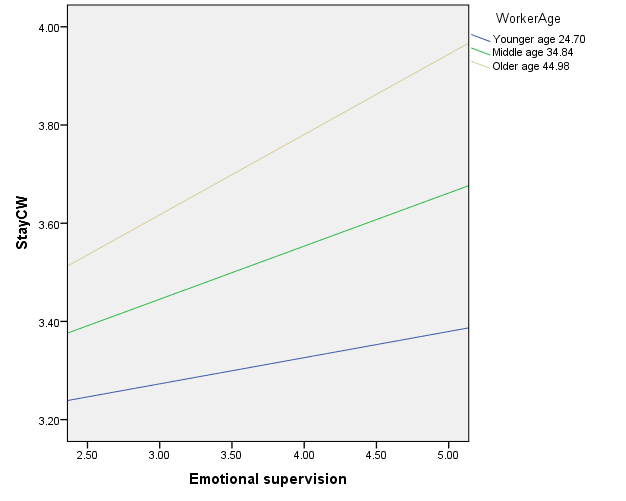 WorkerAge
Younger age 24.70
Middle age 34.84
Older age 44.98
4.00
3.80
3.60
3.40
3.20
StayCW
2.50 3.00 3.50 4.00 4.50 5.00
Emotional supervision